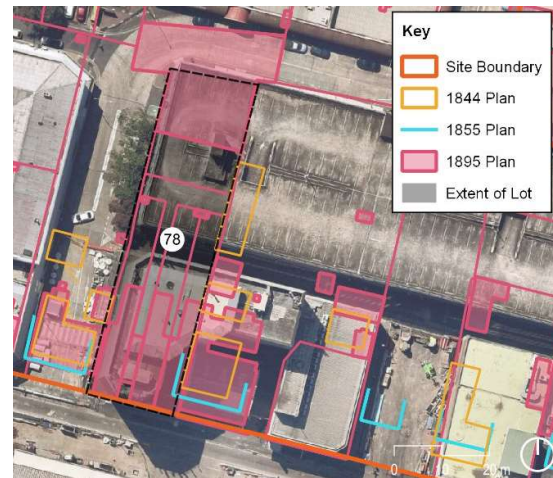 Key
Site Boundary
1844 Plan
1855 Plan
1895 Plan
Extent of Lot
78
0
20 m